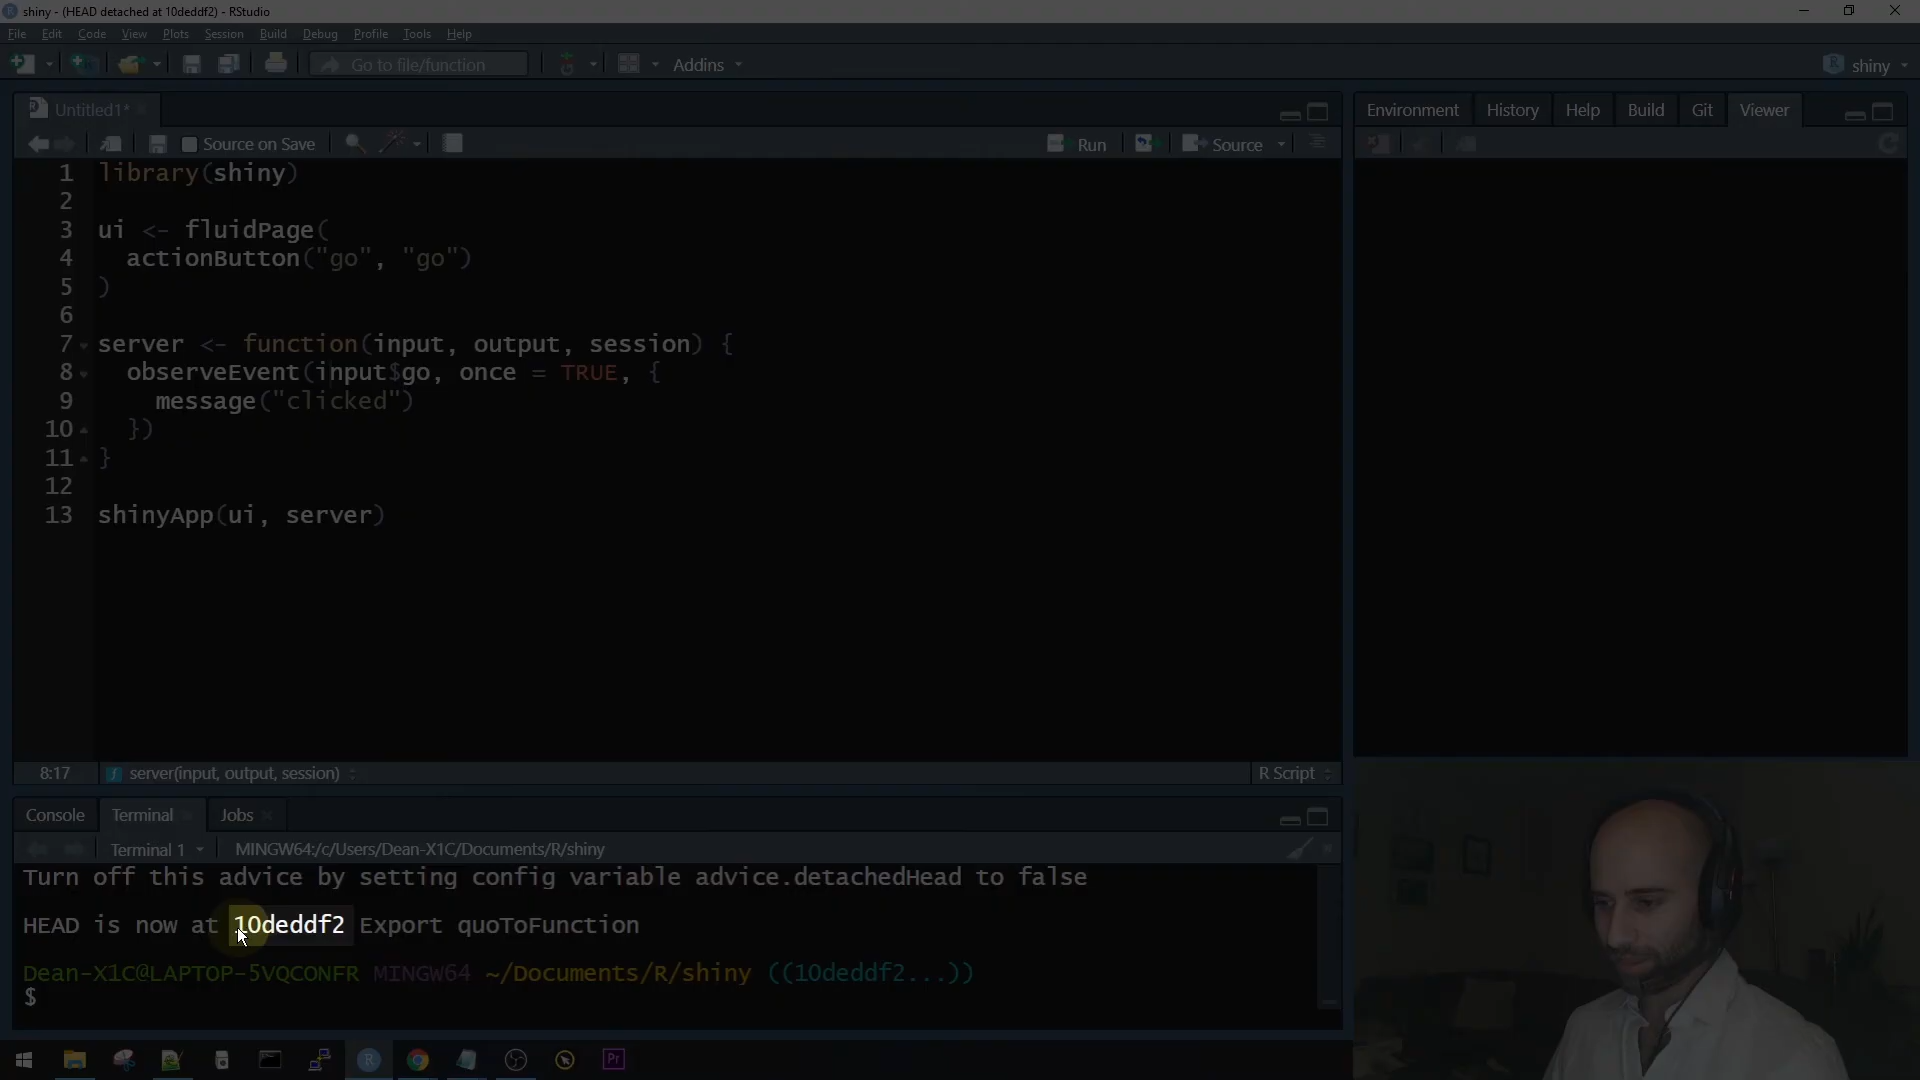 shiny - (HEAD detached at 10deddf2) - RStudio
File Edit Code View Plots Session Build Debug Profile Tools Help
Go to file/function Addins shiny
Untitled1* Environment History Help Build Git Viewer
Source on Save Run Source
1 library(shiny)
2
3 ui <- fluidPage(
4 actionButton("go", "go")
5 )
6
7 server <- function(input, output, session) {
8 observeEvent(input$go, once = TRUE, {
9 message("clicked")
10 })
11 }
12
13 shinyApp(ui, server)
8:17 server(input, output, session) R Script
Console Terminal Jobs
Terminal 1 MINGW64:/c/Users/Dean-X1C/Documents/R/shiny
Turn off this advice by setting config variable advice.detachedHead to false
HEAD is now at 10deddf2 Export quoToFunction
Dean-X1C@LAPTOP-5VQCONFR MINGW64 ~/Documents/R/shiny ((10deddf2...))
$
R Pr